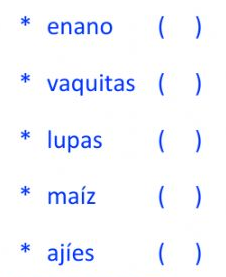 * enano ( )
* vaquitas ( )
* lupas ( )
* maíz ( )
* ajíes ( )